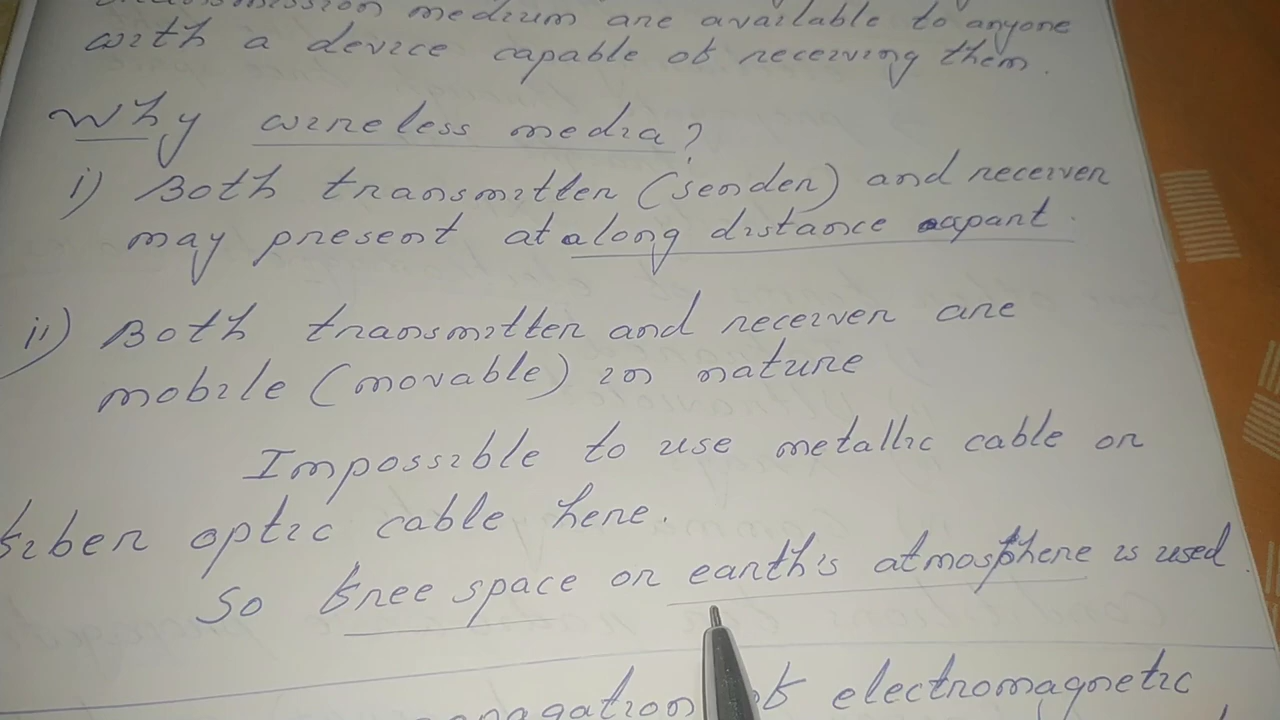 medium are available to anyone
with a device capable of receiving them.
Why wireless media?
i) Both transmitter (sender) and receiver
may present at a long distance apart.
ii) Both transmitter and receiver are
mobile (movable) in nature
Impossible to use metallic cable or
fiber optic cable here.
So free space or earth's atmosphere is used.
of electromagnetic